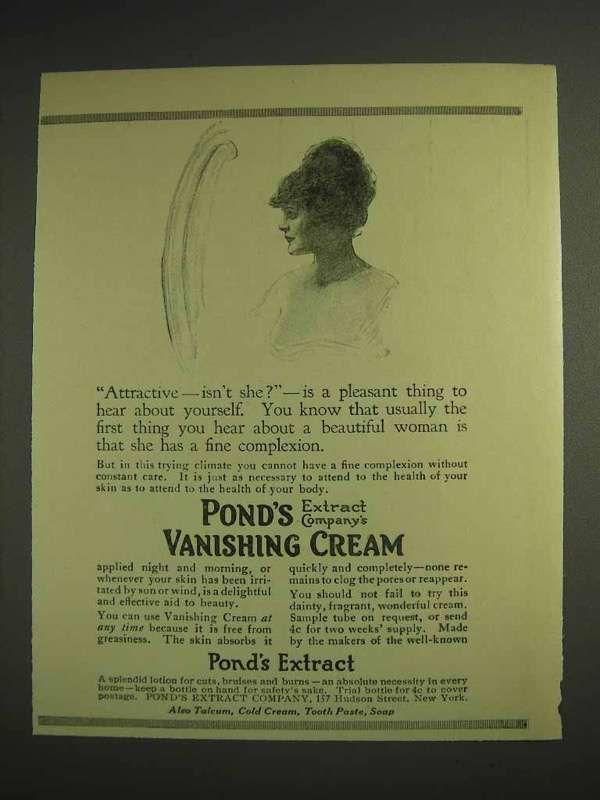 "Attractive—isn't she?"—is a pleasant thing to
hear about yourself. You know that usually the
first thing you hear about a beautiful woman is
that she has a fine complexion.
But in this trying climate you cannot have a fine complexion without
constant care. It is just as necessary to attend to the health of your
skin as to attend to the health of your body.
POND'S Extract Company's
VANISHING CREAM
applied night and morning, or
whenever your skin has been irri-
tated by sun or wind, is a delightful
and effective aid to beauty.
You can use Vanishing Cream at
any time because it is free from
greasiness. The skin absorbs it
quickly and completely—none re-
mains to clog the pores or reappear.
You should not fail to try this
dainty, fragrant, wonderful cream.
Sample tube on request, or send
4c for two weeks' supply. Made
by the makers of the well-known
Pond's Extract
A splendid lotion for cuts, bruises and burns—an absolute necessity in every
home—keep a bottle on hand for safety's sake. Trial bottle for 4c to cover
postage. POND'S EXTRACT COMPANY, 137 Hudson Street, New York.
Also Talcum, Cold Cream, Tooth Paste, Soap